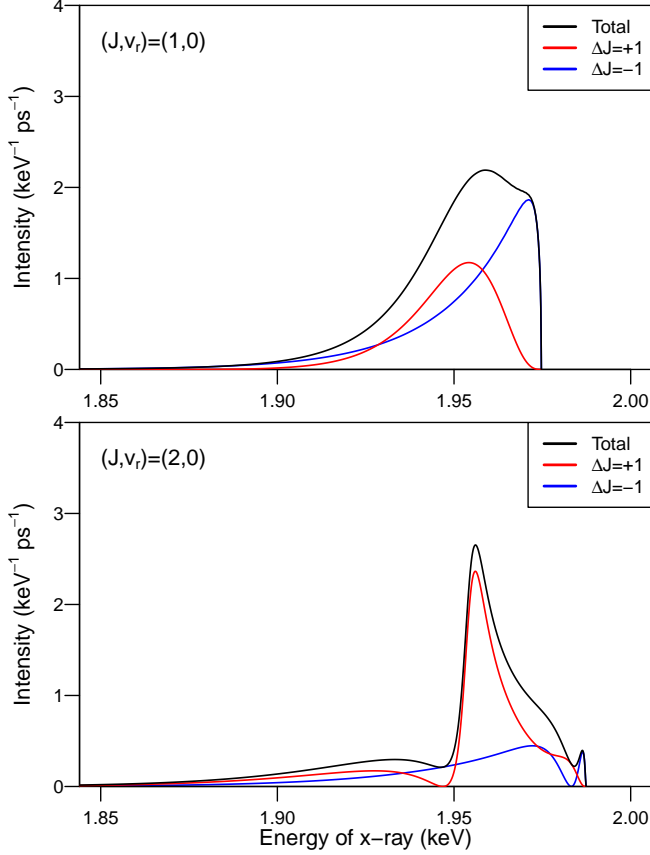 (J,vᵣ)=(1,0)
Total
ΔJ=+1
ΔJ=−1
Intensity (keV⁻¹ ps⁻¹)
4
3
2
1
0
1.85 1.90 1.95 2.00
(J,vᵣ)=(2,0)
Total
ΔJ=+1
ΔJ=−1
Intensity (keV⁻¹ ps⁻¹)
4
3
2
1
0
1.85 1.90 1.95 2.00
Energy of x−ray (keV)